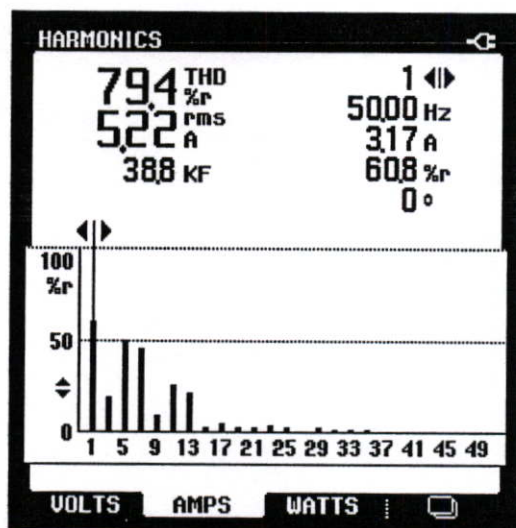 HARMONICS
79.4 THD %r
5.22 rms A
38.8 KF
1
50.00 Hz
3.17 A
60.8 %r
0 °
100
%r
50
0
1 5 9 13 17 21 25 29 33 37 41 45 49
VOLTS AMPS WATTS